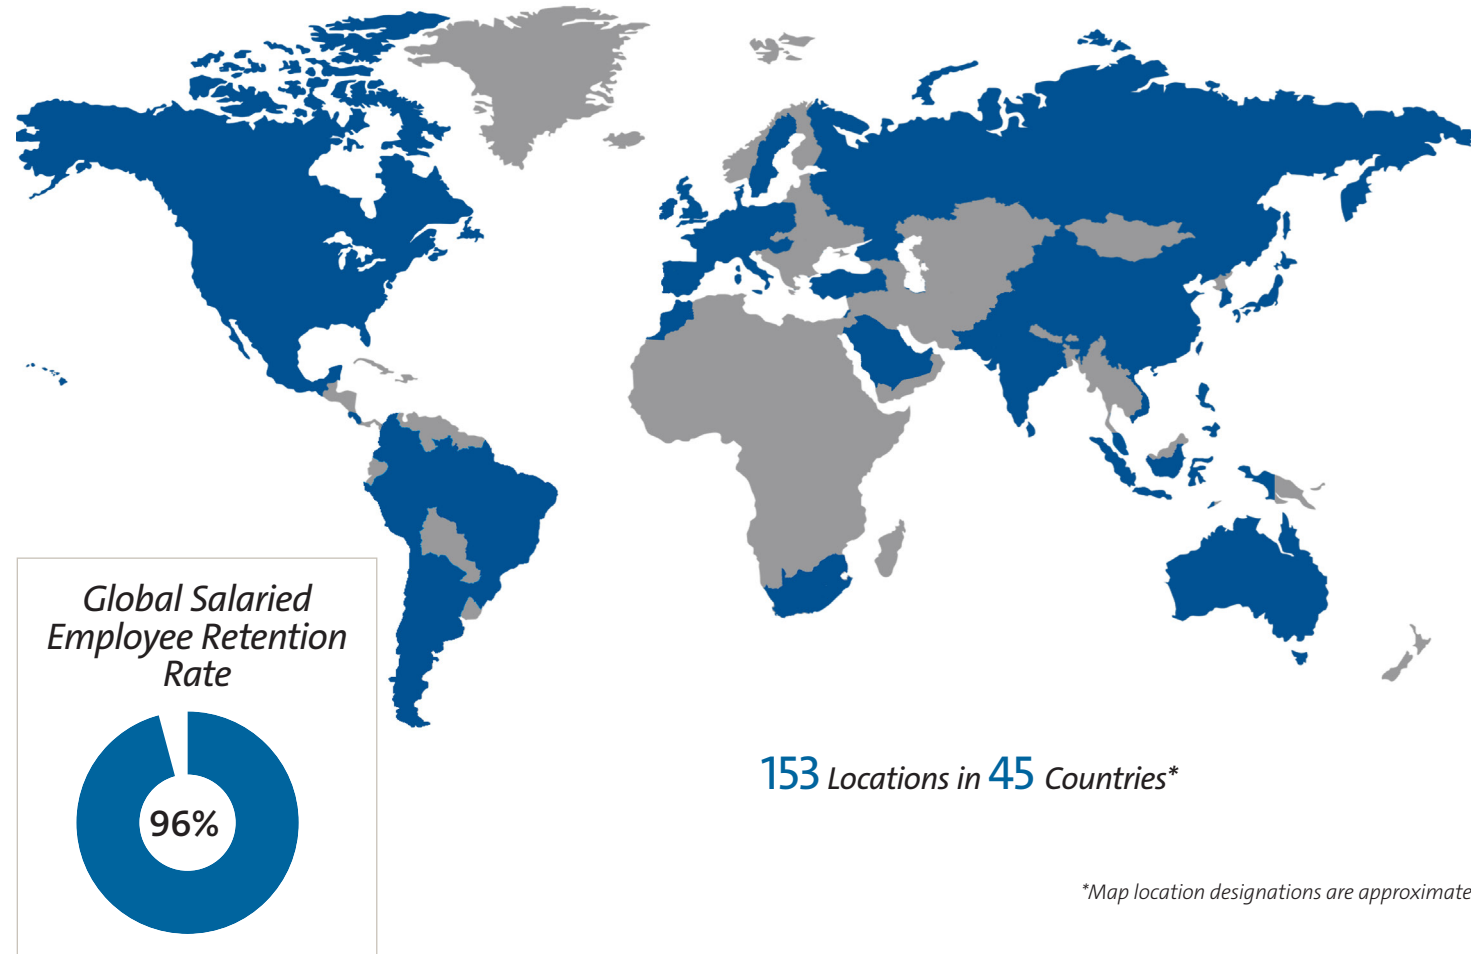 Global Salaried
Employee Retention
Rate
96%
153 Locations in 45 Countries*
*Map location designations are approximate